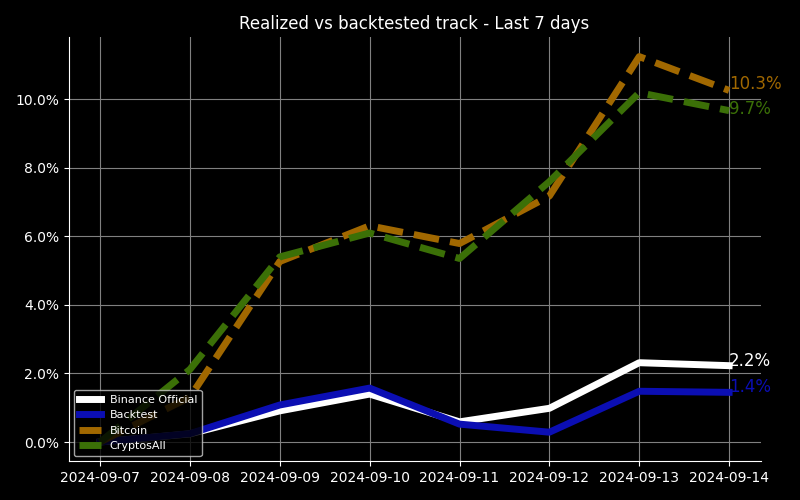 Realized vs backtested track - Last 7 days
10.0%
8.0%
6.0%
4.0%
2.0%
0.0%
10.3%
9.7%
2.2%
1.4%
Binance Official
Backtest
Bitcoin
CryptosAll
2024-09-07 2024-09-08 2024-09-09 2024-09-10 2024-09-11 2024-09-12 2024-09-13 2024-09-14